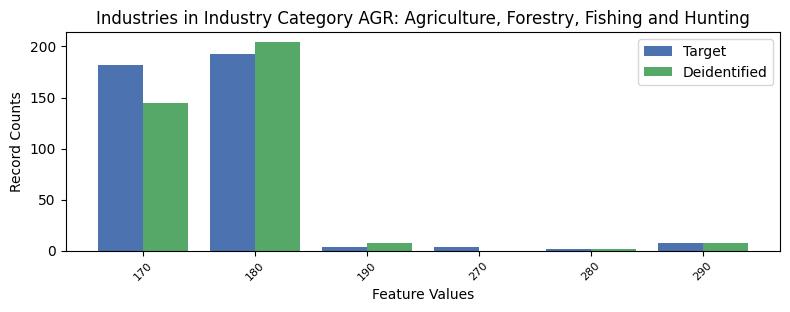 Industries in Industry Category AGR: Agriculture, Forestry, Fishing and Hunting
Target
Deidentified
Record Counts
200
150
100
50
0
170 180 190 270 280 290
Feature Values